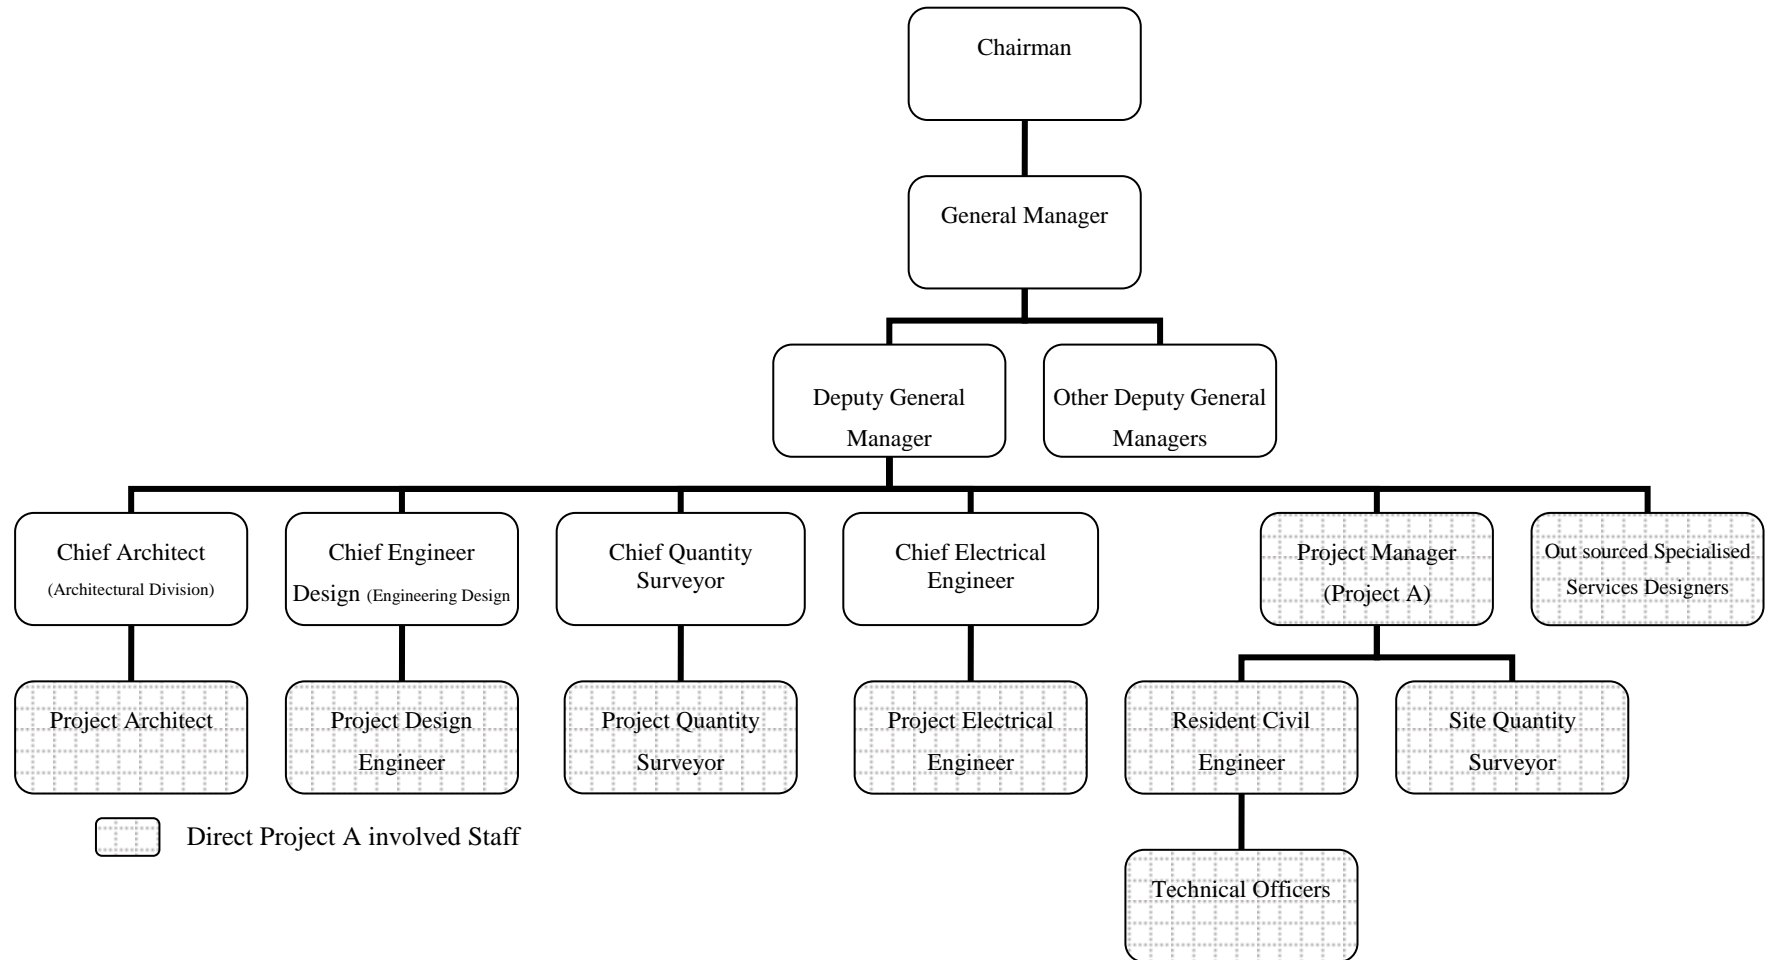 Chairman
General Manager
Deputy General
Manager
Other Deputy General
Managers
Chief Architect
(Architectural Division)
Chief Engineer
Design (Engineering Design
Chief Quantity
Surveyor
Chief Electrical
Engineer
Project Manager
(Project A)
Out sourced Specialised
Services Designers
Project Architect
Project Design
Engineer
Project Quantity
Surveyor
Project Electrical
Engineer
Resident Civil
Engineer
Site Quantity
Surveyor
Direct Project A involved Staff
Technical Officers